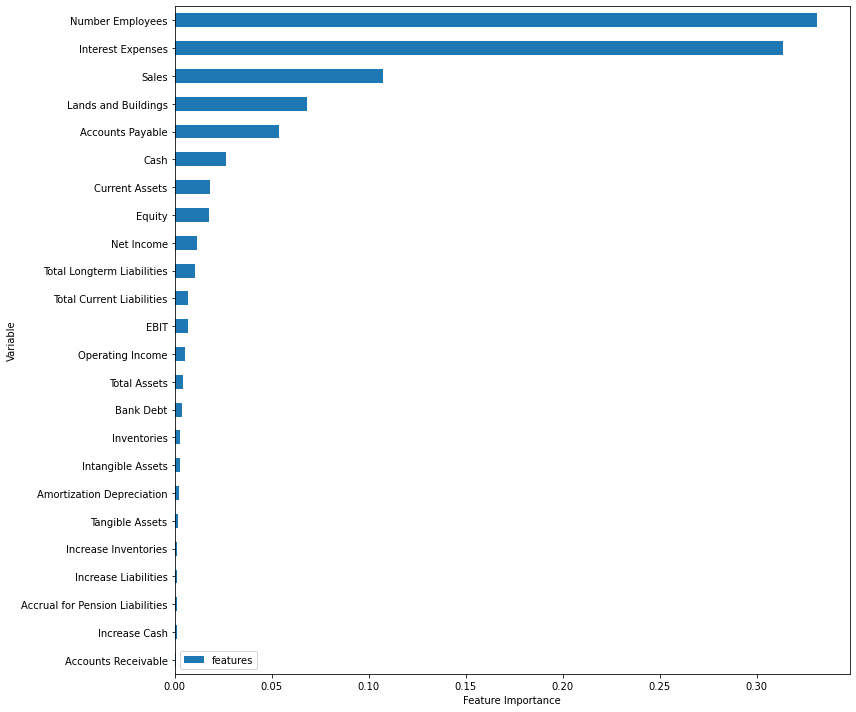 Number Employees
Interest Expenses
Sales
Lands and Buildings
Accounts Payable
Cash
Current Assets
Equity
Net Income
Total Longterm Liabilities
Total Current Liabilities
EBIT
Operating Income
Total Assets
Bank Debt
Inventories
Intangible Assets
Amortization Depreciation
Tangible Assets
Increase Inventories
Increase Liabilities
Accrual for Pension Liabilities
Increase Cash
Accounts Receivable
Variable
features
0.00 0.05 0.10 0.15 0.20 0.25 0.30
Feature Importance